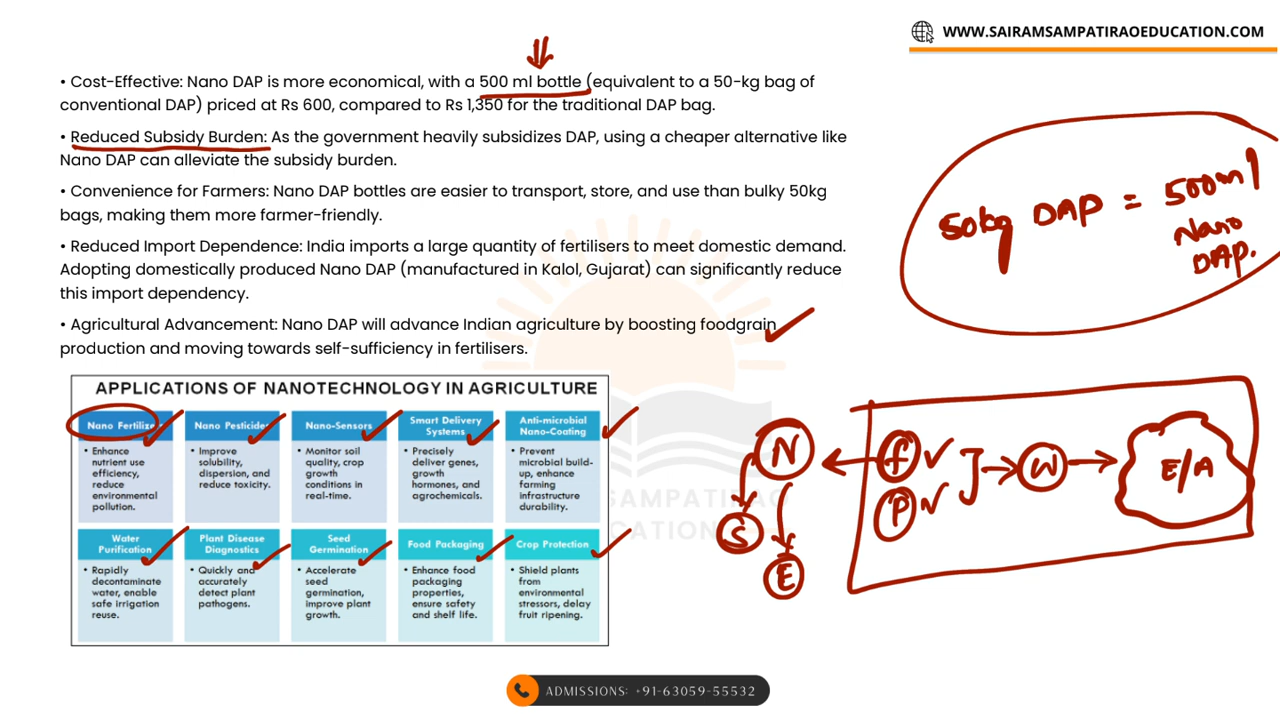 WWW.SAIRAMSAMPATIRAOEDUCATION.COM
• Cost-Effective: Nano DAP is more economical, with a 500 ml bottle (equivalent to a 50-kg bag of
conventional DAP) priced at Rs 600, compared to Rs 1,350 for the traditional DAP bag.
• Reduced Subsidy Burden: As the government heavily subsidizes DAP, using a cheaper alternative like
Nano DAP can alleviate the subsidy burden.
• Convenience for Farmers: Nano DAP bottles are easier to transport, store, and use than bulky 50kg
bags, making them more farmer-friendly.
• Reduced Import Dependence: India imports a large quantity of fertilisers to meet domestic demand.
Adopting domestically produced Nano DAP (manufactured in Kalol, Gujarat) can significantly reduce
this import dependency.
• Agricultural Advancement: Nano DAP will advance Indian agriculture by boosting foodgrain
production and moving towards self-sufficiency in fertilisers.
50kg DAP = 500ml
Nano
DAP.
APPLICATIONS OF NANOTECHNOLOGY IN AGRICULTURE
Nano Fertilizer
• Enhance
nutrient use
efficiency,
reduce
environmental
pollution.
Nano Pesticides
• Improve
solubility,
dispersion, and
reduce toxicity.
Nano-Sensors
• Monitor soil
quality, crop
growth
conditions in
real-time.
Smart Delivery
Systems
• Precisely
deliver genes,
growth
hormones, and
agrochemicals.
Anti-microbial
Nano-Coating
• Prevent
microbial build-
up, enhance
farming
infrastructure
durability.
Water
Purification
• Rapidly
decontaminate
water, enable
safe irrigation
reuse.
Plant Disease
Diagnostics
• Quickly and
accurately
detect plant
pathogens.
Seed
Germination
• Accelerate
seed
germination,
improve plant
growth.
Food Packaging
• Enhance food
packaging
properties,
ensure safety
and shelf life.
Crop Protection
• Shield plants
from
environmental
stressors, delay
fruit ripening.
N
f
P
W
E/A
S
E
SAMPATIRAO
ADMISSIONS: +91-63059-55532